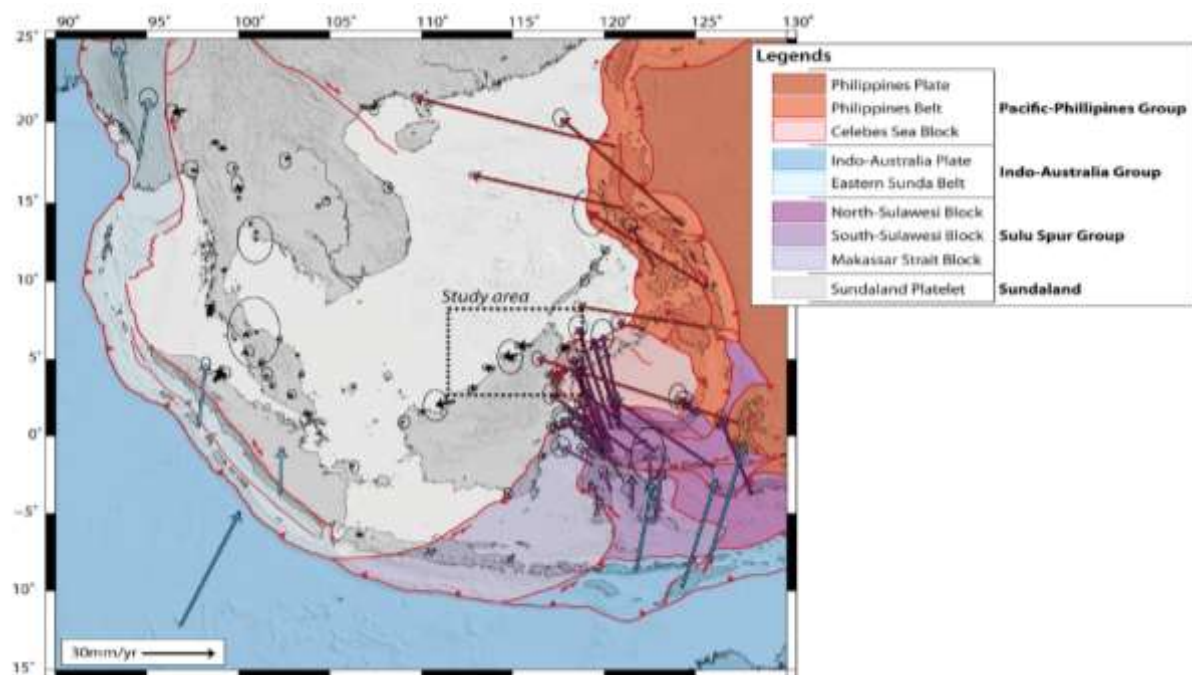 90˚ 95˚ 100˚ 105˚ 110˚ 115˚ 120˚ 125˚ 130˚
25˚
20˚
15˚
10˚
5˚
0˚
−5˚
10˚
15˚
Study area
30mm/yr
Legends
Philippines Plate
Philippines Belt
Celebes Sea Block
Pacific-Phillipines Group
Indo-Australia Plate
Eastern Sunda Belt
Indo-Australia Group
North-Sulawesi Block
South-Sulawesi Block
Makassar Strait Block
Sulu Spur Group
Sundaland Platelet
Sundaland